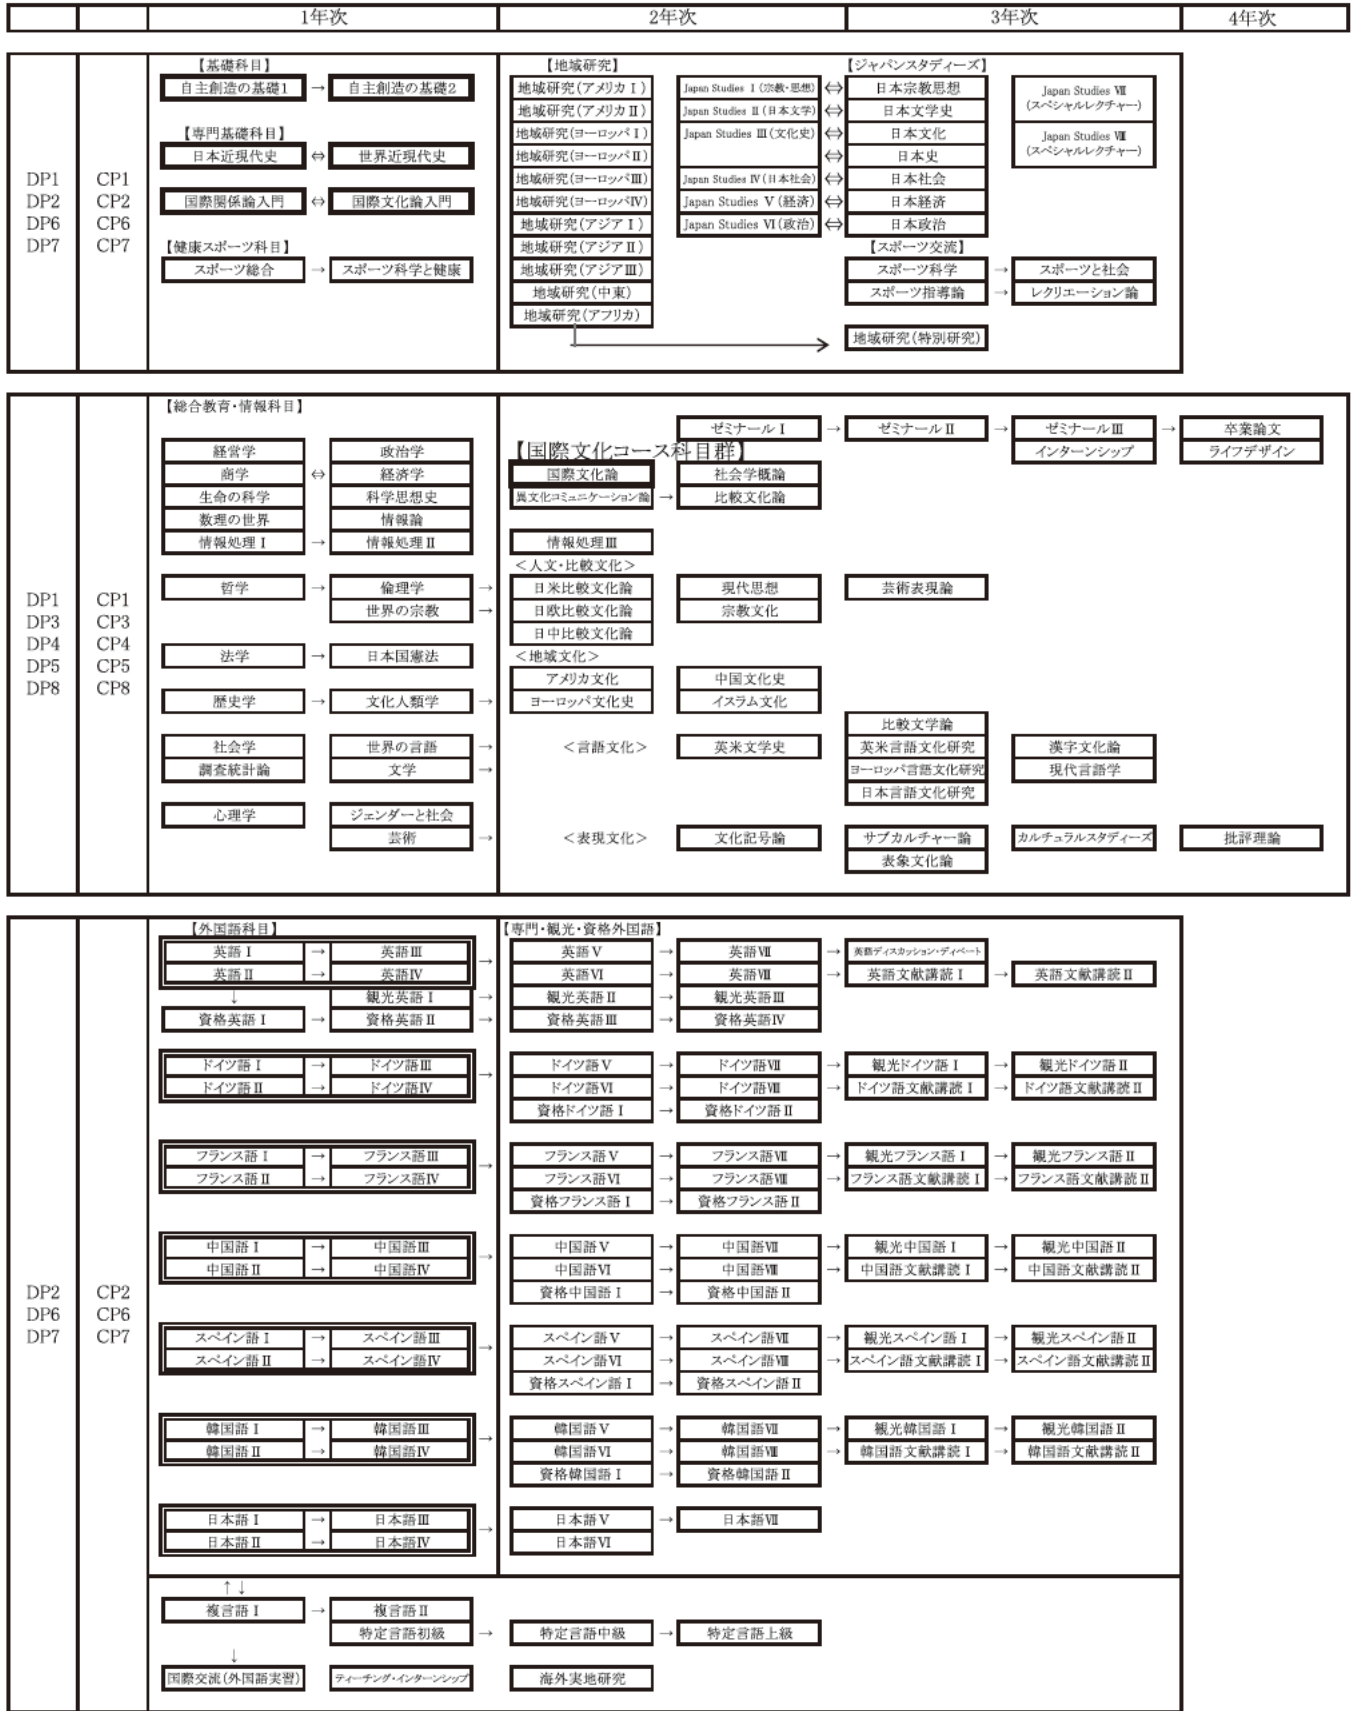 1年次 2年次 3年次 4年次
【基礎科目】 【地域研究】 【ジャパンスタディーズ】
自主創造の基礎1 → 自主創造の基礎2 地域研究(アメリカⅠ) Japan Studies Ⅰ(宗教・思想) ⇔ 日本宗教思想 Japan Studies Ⅶ
(スペシャルレクチャー)
地域研究(アメリカⅡ) Japan Studies Ⅱ(日本文学) ⇔ 日本文学史
【専門基礎科目】 地域研究(ヨーロッパⅠ) Japan Studies Ⅲ(文化史) ⇔ 日本文化 Japan Studies Ⅷ
(スペシャルレクチャー)
日本近現代史 ⇔ 世界近現代史 地域研究(ヨーロッパⅡ) ⇔ 日本史
DP1 CP1 地域研究(ヨーロッパⅢ) Japan Studies Ⅳ(日本社会) ⇔ 日本社会
DP2 CP2 国際関係論入門 ⇔ 国際文化論入門 地域研究(ヨーロッパⅣ) Japan Studies Ⅴ(経済) ⇔ 日本経済
DP6 CP6 地域研究(アジアⅠ) Japan Studies Ⅵ(政治) ⇔ 日本政治
DP7 CP7 【健康スポーツ科目】 地域研究(アジアⅡ) 【スポーツ交流】
スポーツ総合 → スポーツ科学と健康 地域研究(アジアⅢ) スポーツ科学 → スポーツと社会
地域研究(中東) スポーツ指導論 → レクリエーション論
地域研究(アフリカ)
地域研究(特別研究)
【総合教育・情報科目】
ゼミナールⅠ → ゼミナールⅡ → ゼミナールⅢ → 卒業論文
経営学 政治学 【国際文化コース科目群】 インターンシップ ライフデザイン
商学 ⇔ 経済学 国際文化論 社会学概論
生命の科学 科学思想史 異文化コミュニケーション論 → 比較文化論
数理の世界 情報論
情報処理Ⅰ → 情報処理Ⅱ 情報処理Ⅲ
<人文・比較文化>
哲学 → 倫理学 → 日米比較文化論 現代思想 芸術表現論
DP1 CP1 世界の宗教 → 日欧比較文化論 宗教文化
DP3 CP3 日中比較文化論
DP4 CP4 法学 → 日本国憲法 <地域文化>
DP5 CP5 アメリカ文化 中国文化史
DP8 CP8 歴史学 → 文化人類学 → ヨーロッパ文化史 イスラム文化
比較文学論
社会学 世界の言語 → <言語文化> 英米文学史 英米言語文化研究 漢字文化論
調査統計論 文学 → ヨーロッパ言語文化研究 現代言語学
日本言語文化研究
心理学 ジェンダーと社会
芸術 → <表現文化> 文化記号論 サブカルチャー論 カルチュラルスタディーズ 批評理論
表象文化論
【外国語科目】 【専門・観光・資格外国語】
英語Ⅰ → 英語Ⅲ → 英語Ⅴ → 英語Ⅶ → 英語ディスカッション・ディベート
英語Ⅱ → 英語Ⅳ 英語Ⅵ → 英語Ⅷ → 英語文献講読Ⅰ → 英語文献講読Ⅱ
↓ 観光英語Ⅰ → 観光英語Ⅱ → 観光英語Ⅲ
資格英語Ⅰ → 資格英語Ⅱ → 資格英語Ⅲ → 資格英語Ⅳ
ドイツ語Ⅰ → ドイツ語Ⅲ → ドイツ語Ⅴ → ドイツ語Ⅶ → 観光ドイツ語Ⅰ → 観光ドイツ語Ⅱ
ドイツ語Ⅱ → ドイツ語Ⅳ ドイツ語Ⅵ → ドイツ語Ⅷ → ドイツ語文献講読Ⅰ → ドイツ語文献講読Ⅱ
資格ドイツ語Ⅰ → 資格ドイツ語Ⅱ
フランス語Ⅰ → フランス語Ⅲ → フランス語Ⅴ → フランス語Ⅶ → 観光フランス語Ⅰ → 観光フランス語Ⅱ
フランス語Ⅱ → フランス語Ⅳ フランス語Ⅵ → フランス語Ⅷ → フランス語文献講読Ⅰ → フランス語文献講読Ⅱ
資格フランス語Ⅰ → 資格フランス語Ⅱ
中国語Ⅰ → 中国語Ⅲ → 中国語Ⅴ → 中国語Ⅶ → 観光中国語Ⅰ → 観光中国語Ⅱ
中国語Ⅱ → 中国語Ⅳ 中国語Ⅵ → 中国語Ⅷ → 中国語文献講読Ⅰ → 中国語文献講読Ⅱ
DP2 CP2 資格中国語Ⅰ → 資格中国語Ⅱ
DP6 CP6
DP7 CP7 スペイン語Ⅰ → スペイン語Ⅲ → スペイン語Ⅴ → スペイン語Ⅶ → 観光スペイン語Ⅰ → 観光スペイン語Ⅱ
スペイン語Ⅱ → スペイン語Ⅳ スペイン語Ⅵ → スペイン語Ⅷ → スペイン語文献講読Ⅰ → スペイン語文献講読Ⅱ
資格スペイン語Ⅰ → 資格スペイン語Ⅱ
韓国語Ⅰ → 韓国語Ⅲ → 韓国語Ⅴ → 韓国語Ⅶ → 観光韓国語Ⅰ → 観光韓国語Ⅱ
韓国語Ⅱ → 韓国語Ⅳ 韓国語Ⅵ → 韓国語Ⅷ → 韓国語文献講読Ⅰ → 韓国語文献講読Ⅱ
資格韓国語Ⅰ → 資格韓国語Ⅱ
日本語Ⅰ → 日本語Ⅲ → 日本語Ⅴ → 日本語Ⅶ
日本語Ⅱ → 日本語Ⅳ 日本語Ⅵ
↑↓
複言語Ⅰ → 複言語Ⅱ
特定言語初級 → 特定言語中級 → 特定言語上級
↓
国際交流(外国語実習) ティーチング・インターンシップ 海外実地研究